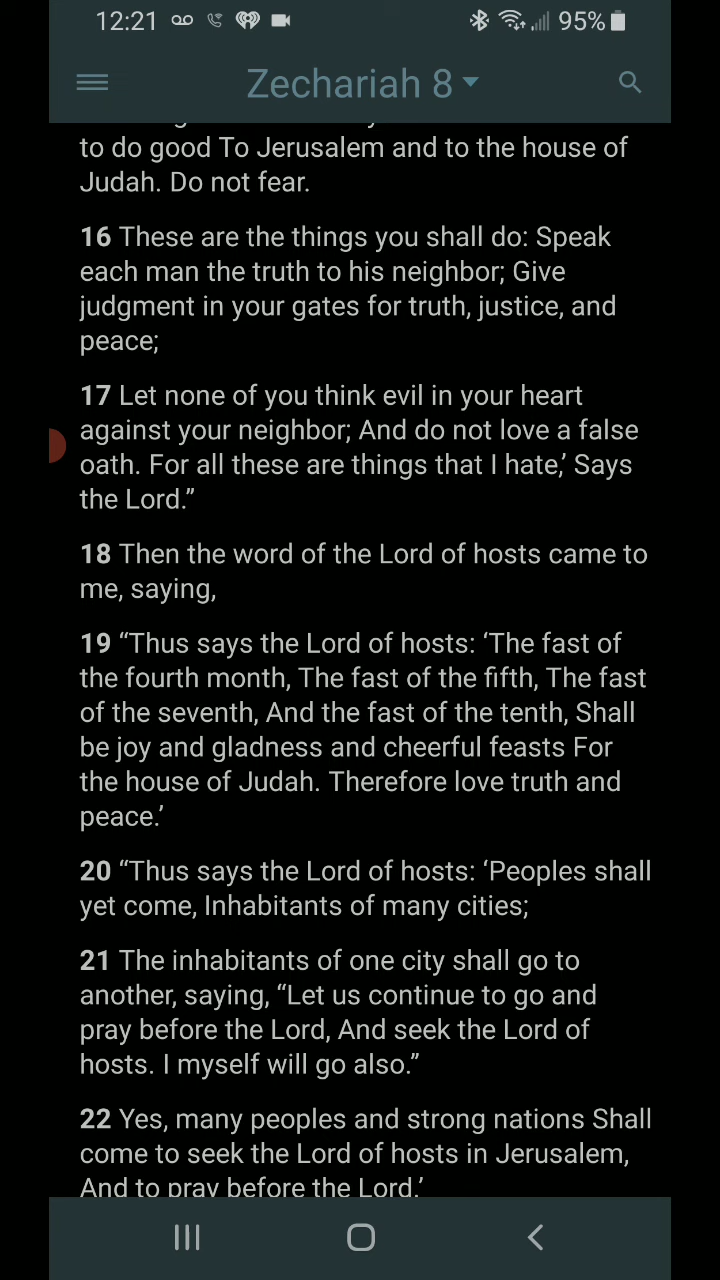 12:21 95%
Zechariah 8
to do good To Jerusalem and to the house of
Judah. Do not fear.
16 These are the things you shall do: Speak
each man the truth to his neighbor; Give
judgment in your gates for truth, justice, and
peace;
17 Let none of you think evil in your heart
against your neighbor; And do not love a false
oath. For all these are things that I hate,’ Says
the Lord.”
18 Then the word of the Lord of hosts came to
me, saying,
19 “Thus says the Lord of hosts: ‘The fast of
the fourth month, The fast of the fifth, The fast
of the seventh, And the fast of the tenth, Shall
be joy and gladness and cheerful feasts For
the house of Judah. Therefore love truth and
peace.’
20 “Thus says the Lord of hosts: ‘Peoples shall
yet come, Inhabitants of many cities;
21 The inhabitants of one city shall go to
another, saying, “Let us continue to go and
pray before the Lord, And seek the Lord of
hosts. I myself will go also.”
22 Yes, many peoples and strong nations Shall
come to seek the Lord of hosts in Jerusalem,
And to pray before the Lord.’